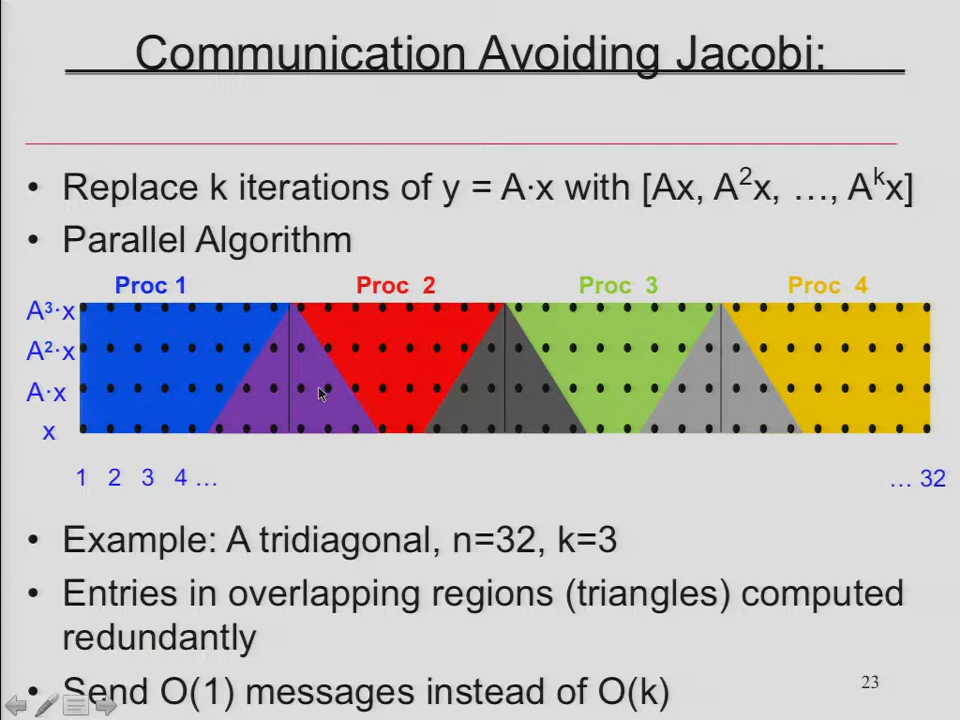 Communication Avoiding Jacobi:
• Replace k iterations of y = A·x with [Ax, A²x, …, Aᵏx]
• Parallel Algorithm
Proc 1 Proc 2 Proc 3 Proc 4
A³·x
A²·x
A·x
x
1 2 3 4 … … 32
• Example: A tridiagonal, n=32, k=3
• Entries in overlapping regions (triangles) computed
redundantly
• Send O(1) messages instead of O(k)
23